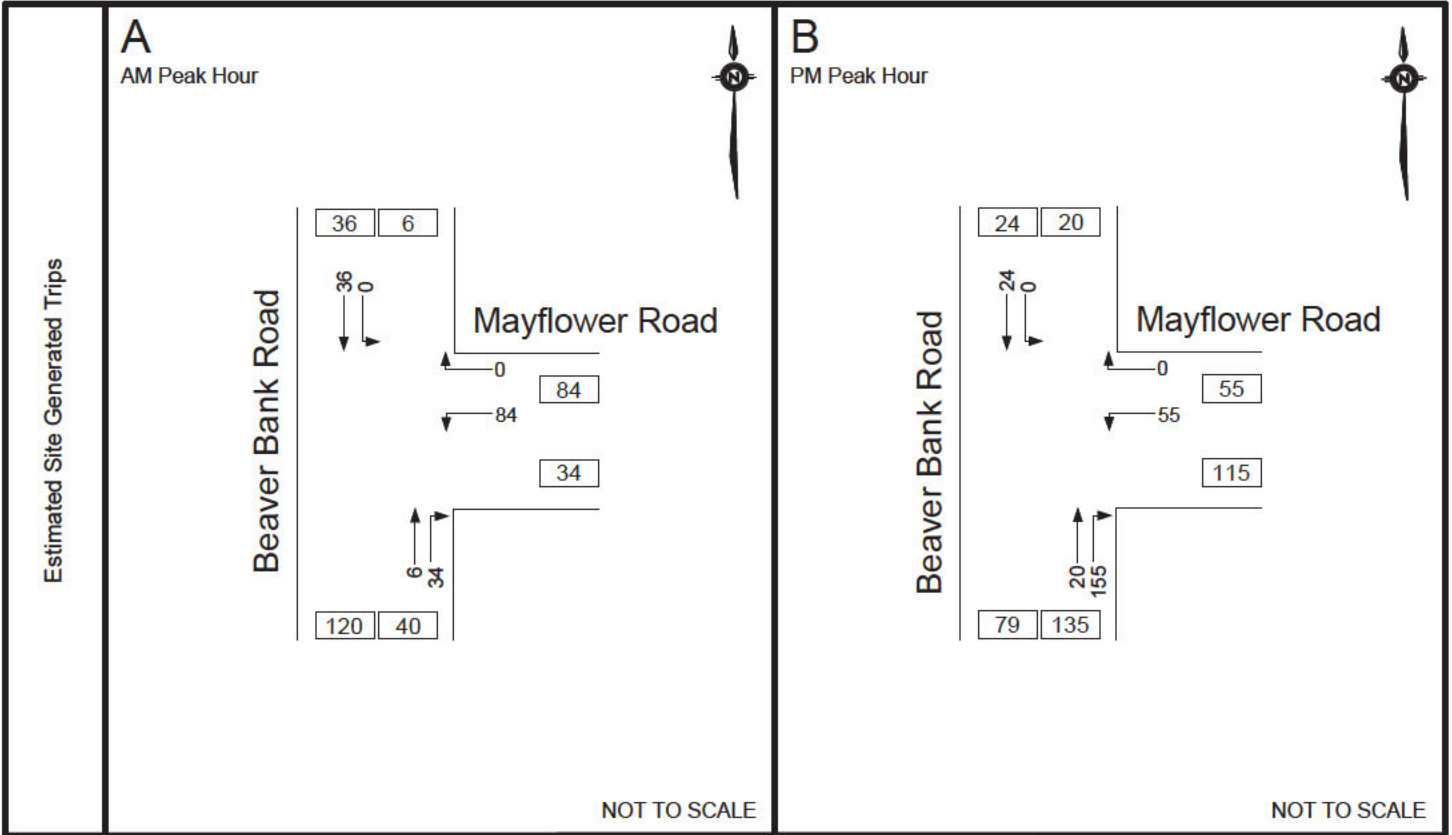 Estimated Site Generated Trips
A
AM Peak Hour
N
36 6
36
0
Beaver Bank Road
Mayflower Road
0
84
84
34
6
34
120 40
NOT TO SCALE
B
PM Peak Hour
N
24 20
24
0
Beaver Bank Road
Mayflower Road
0
55
55
115
20
155
79 135
NOT TO SCALE